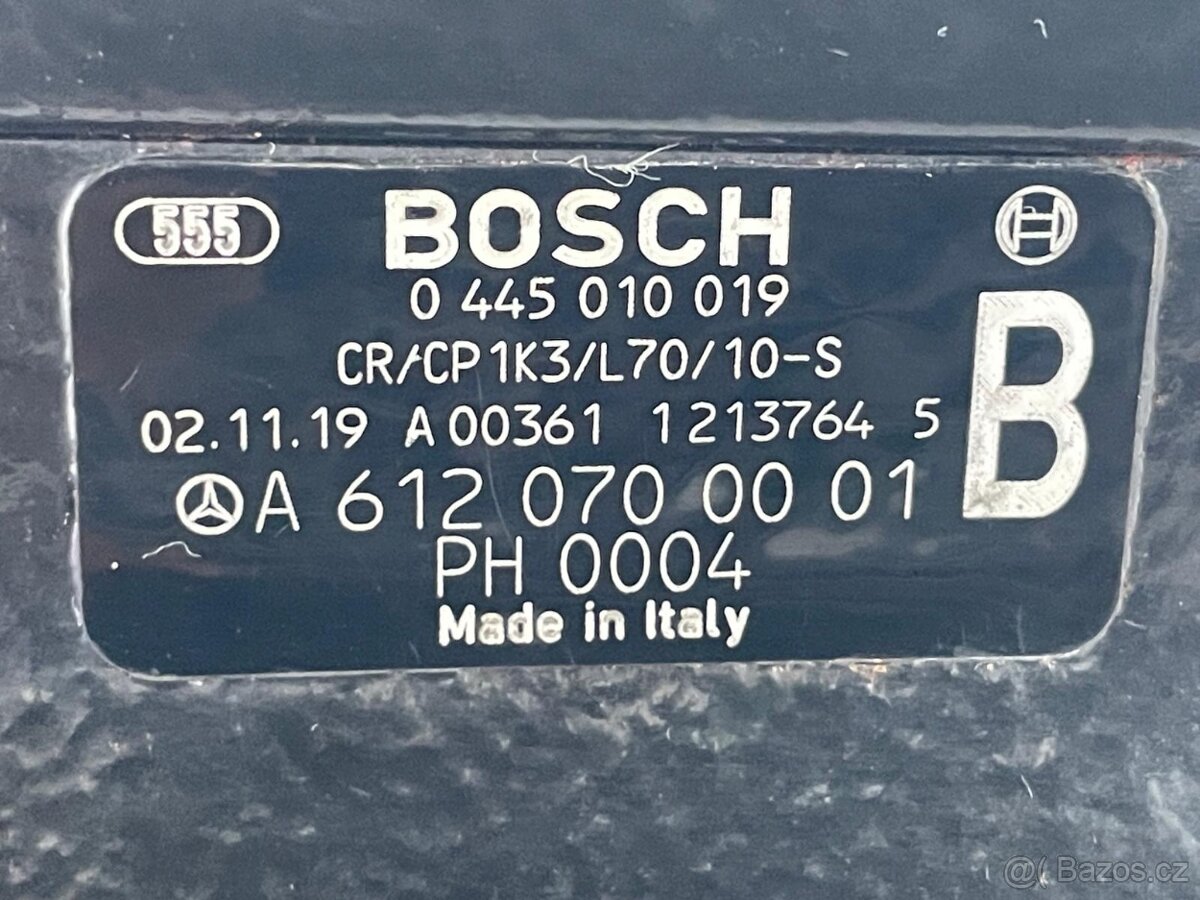 555 BOSCH
0 445 010 019
B
CR/CP1K3/L70/10-S
02.11.19 A00361 1213764 5
A 612 070 00 01
PH 0004
Made in Italy
@( Bazos.cz